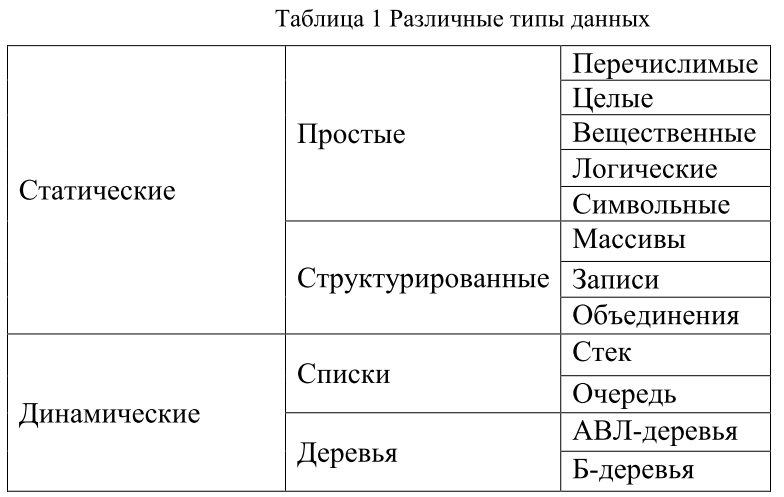 Таблица 1 Различные типы данных
Статические
Простые
Перечислимые
Целые
Вещественные
Логические
Символьные
Структурированные
Массивы
Записи
Объединения
Динамические
Списки
Стек
Очередь
Деревья
АВЛ-деревья
Б-деревья